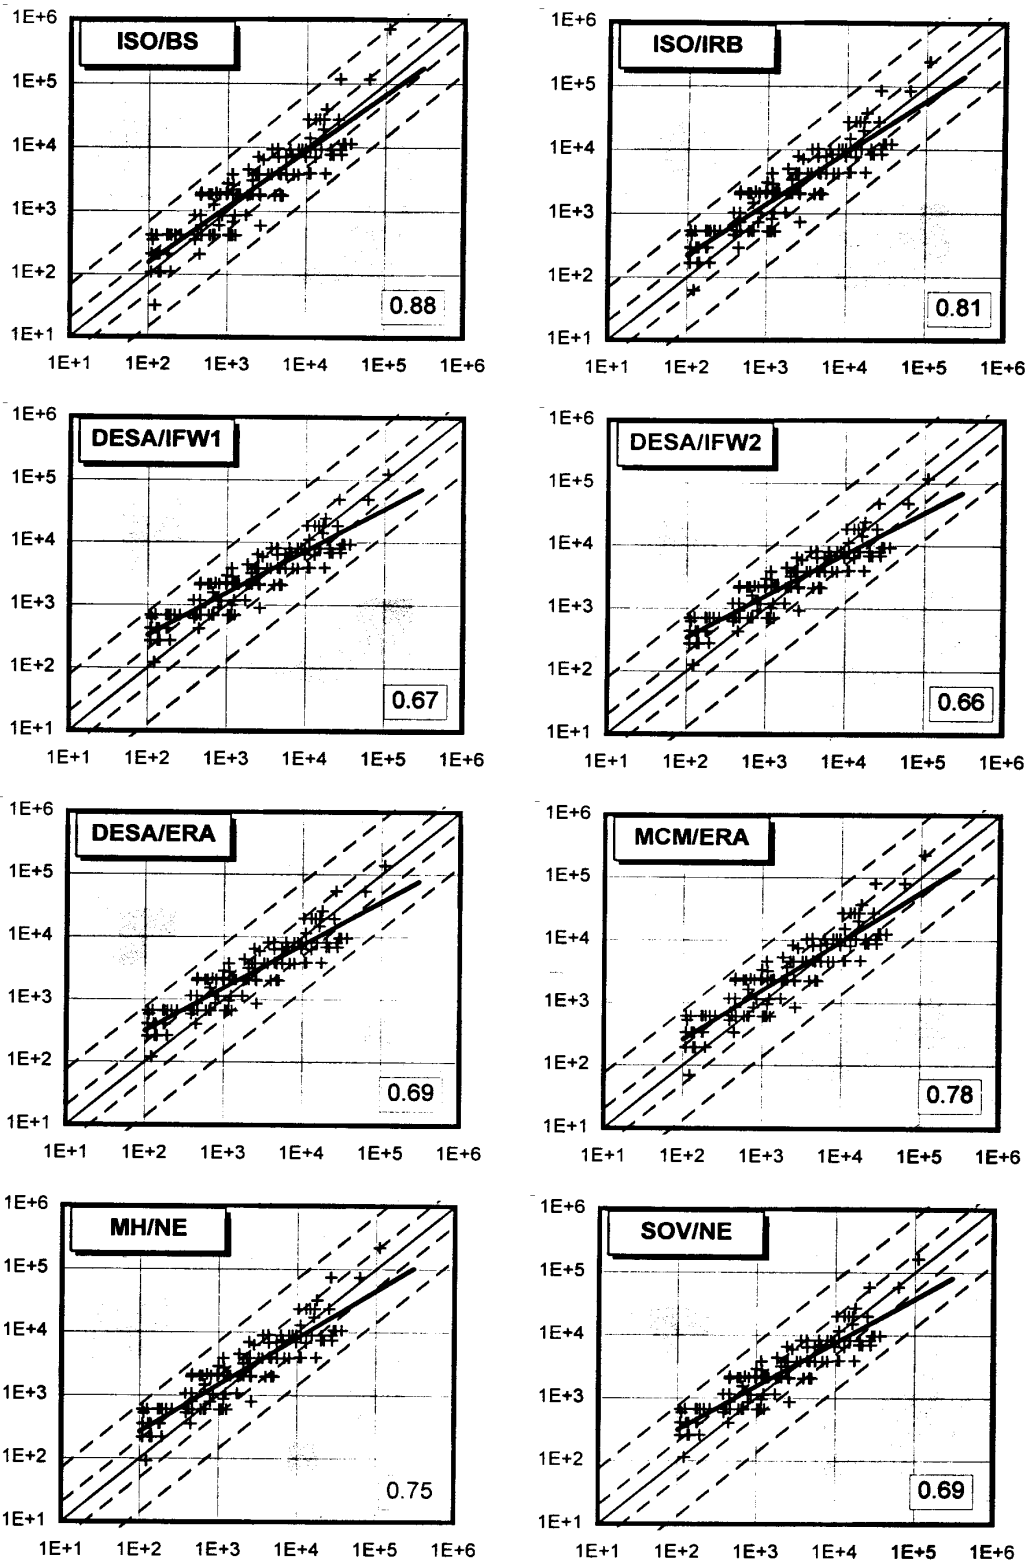 ISO/BS
1E+6
1E+5
1E+4
1E+3
1E+2
1E+1
0.88
1E+1 1E+2 1E+3 1E+4 1E+5 1E+6
ISO/IRB
1E+6
1E+5
1E+4
1E+3
1E+2
1E+1
0.81
1E+1 1E+2 1E+3 1E+4 1E+5 1E+6
DESA/IFW1
1E+6
1E+5
1E+4
1E+3
1E+2
1E+1
0.67
1E+1 1E+2 1E+3 1E+4 1E+5 1E+6
DESA/IFW2
1E+6
1E+5
1E+4
1E+3
1E+2
1E+1
0.66
1E+1 1E+2 1E+3 1E+4 1E+5 1E+6
DESA/ERA
1E+6
1E+5
1E+4
1E+3
1E+2
1E+1
0.69
1E+1 1E+2 1E+3 1E+4 1E+5 1E+6
MCM/ERA
1E+6
1E+5
1E+4
1E+3
1E+2
1E+1
0.78
1E+1 1E+2 1E+3 1E+4 1E+5 1E+6
MH/NE
1E+6
1E+5
1E+4
1E+3
1E+2
1E+1
0.75
1E+1 1E+2 1E+3 1E+4 1E+5 1E+6
SOV/NE
1E+6
1E+5
1E+4
1E+3
1E+2
1E+1
0.69
1E+1 1E+2 1E+3 1E+4 1E+5 1E+6